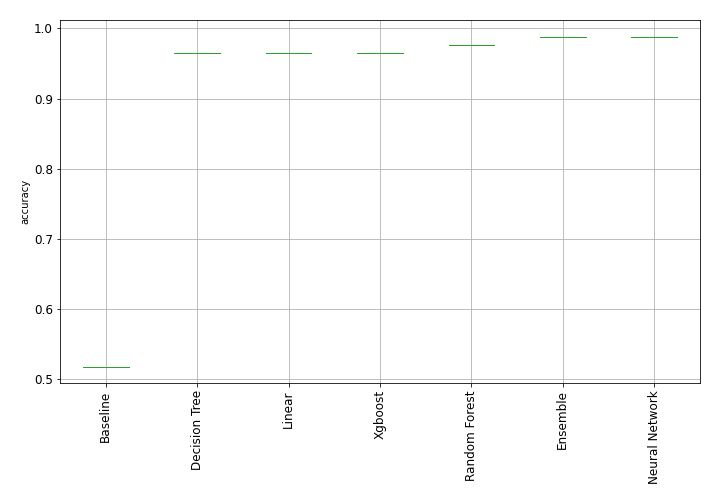 1.0
0.9
0.8
0.7
0.6
0.5
accuracy
Baseline
Decision Tree
Linear
Xgboost
Random Forest
Ensemble
Neural Network